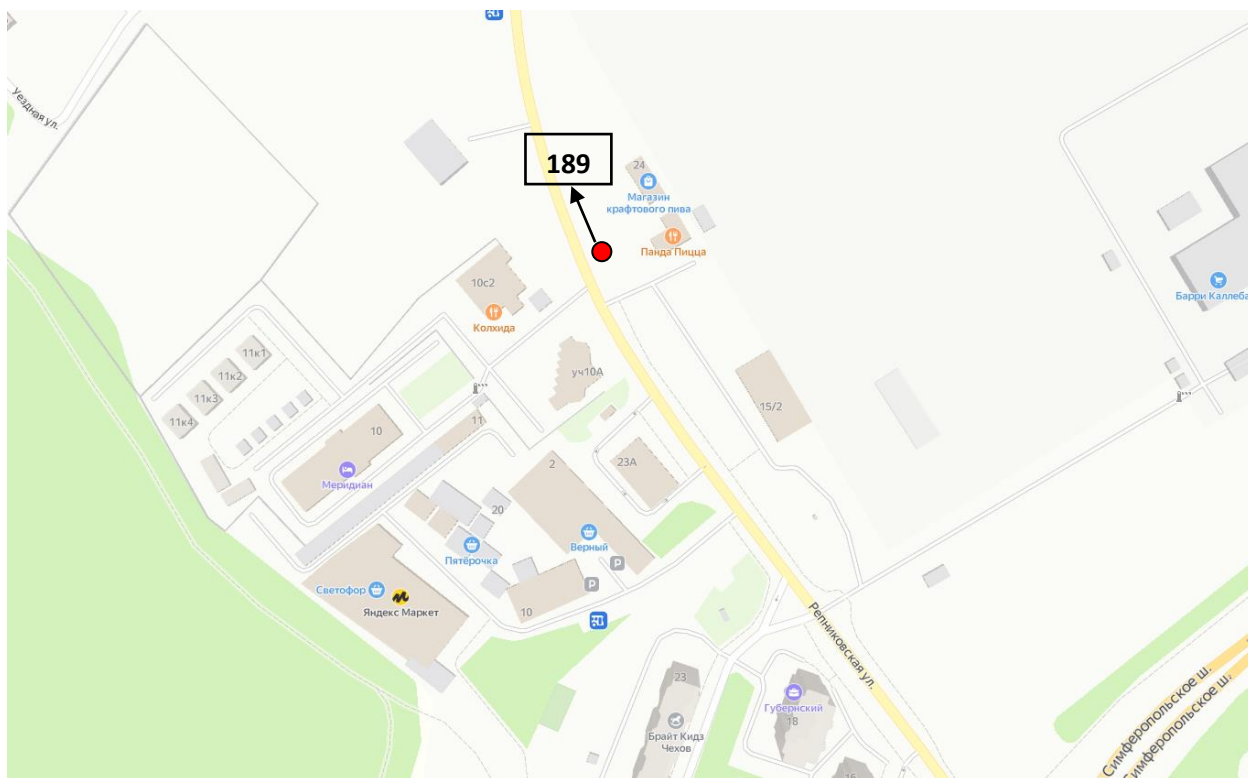 Уездная ул.
189
24
Магазин
крафтового пива
Панда Пицца
10с2
Колхида
Барри Каллеба
11к1
11к2
11к3
11к4
уч10А
15/2
10
11
Меридиан
2
23А
20
Верный
Пятёрочка
P
P
Светофор
Яндекс Маркет
10
Репниковская ул.
23
Губернский
18
Брайт Кидз
Чехов
16
Симферопольское ш.
Симферопольское ш.